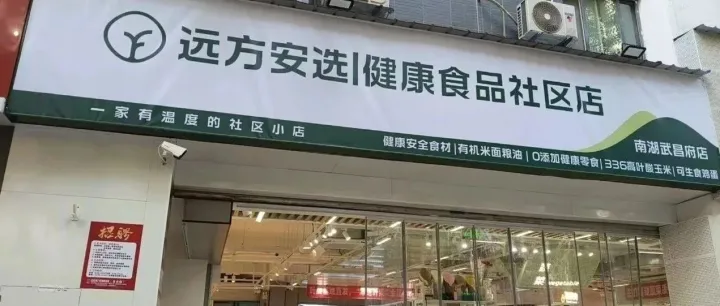 远方安选|健康食品社区店
一家有温度的社区小店
南湖武昌府店
健康安全食材|有机米面粮油|0添加健康零食|336高叶酸玉米|可生食鸡蛋
招聘